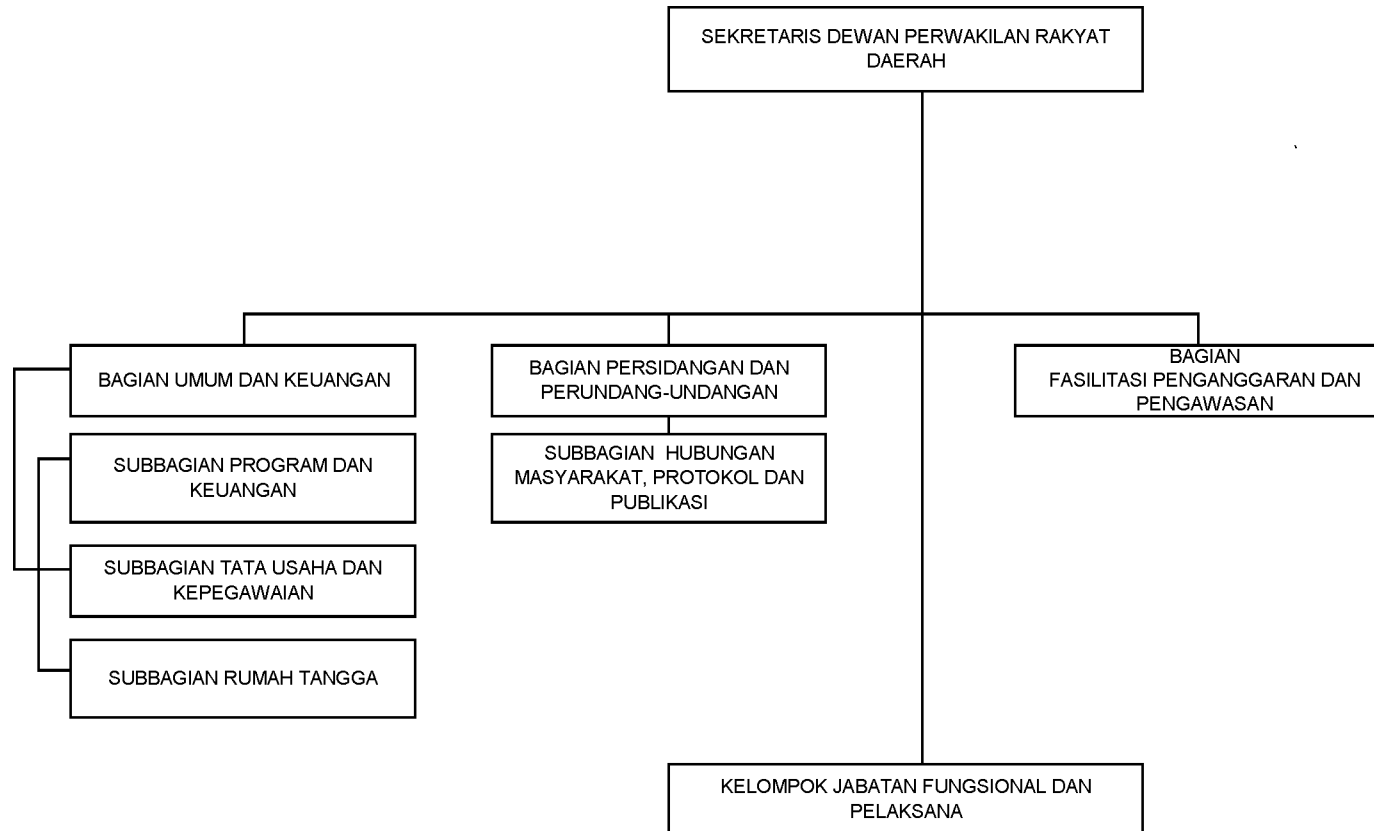 SEKRETARIS DEWAN PERWAKILAN RAKYAT
DAERAH
BAGIAN UMUM DAN KEUANGAN
BAGIAN PERSIDANGAN DAN
PERUNDANG-UNDANGAN
BAGIAN
FASILITASI PENGANGGARAN DAN
PENGAWASAN
SUBBAGIAN PROGRAM DAN
KEUANGAN
SUBBAGIAN HUBUNGAN
MASYARAKAT, PROTOKOL DAN
PUBLIKASI
SUBBAGIAN TATA USAHA DAN
KEPEGAWAIAN
SUBBAGIAN RUMAH TANGGA
KELOMPOK JABATAN FUNGSIONAL DAN
PELAKSANA